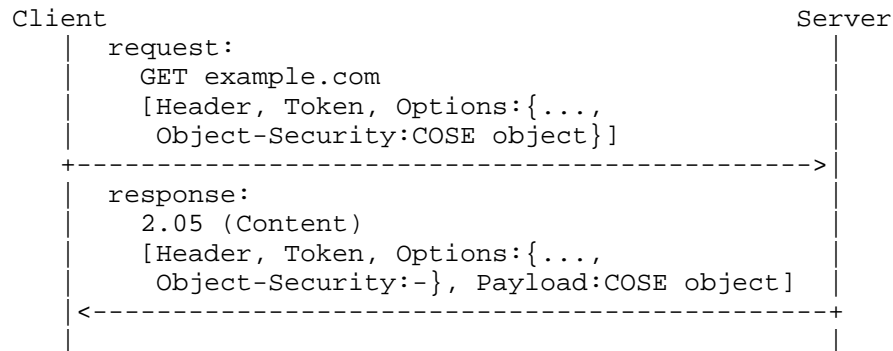 Client Server
request:
GET example.com
[Header, Token, Options:{...,
Object-Security:COSE object}]
+---------------------------------------------->|
response:
2.05 (Content)
[Header, Token, Options:{...,
Object-Security:-}, Payload:COSE object]
|<----------------------------------------------+